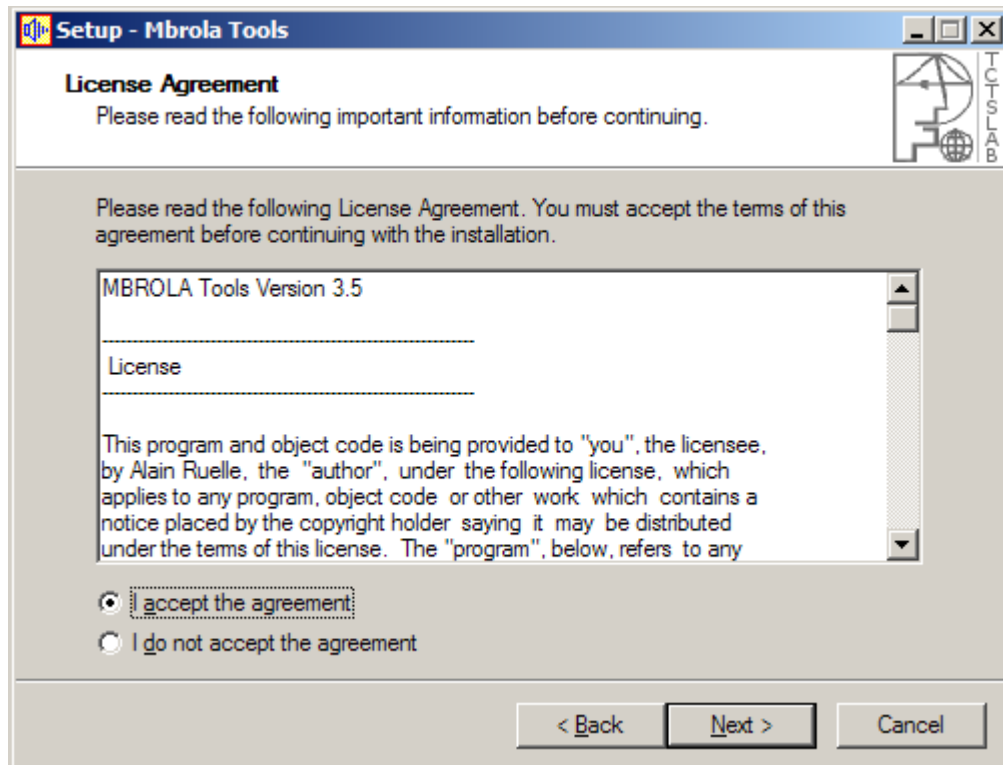 Setup - Mbrola Tools
License Agreement
Please read the following important information before continuing.
TCTSLAB
Please read the following License Agreement. You must accept the terms of this
agreement before continuing with the installation.
MBROLA Tools Version 3.5
--------------------------------------------------------------
License
--------------------------------------------------------------
This program and object code is being provided to "you", the licensee,
by Alain Ruelle, the "author", under the following license, which
applies to any program, object code or other work which contains a
notice placed by the copyright holder saying it may be distributed
under the terms of this license. The "program", below, refers to any
I accept the agreement
I do not accept the agreement
< Back
Next >
Cancel